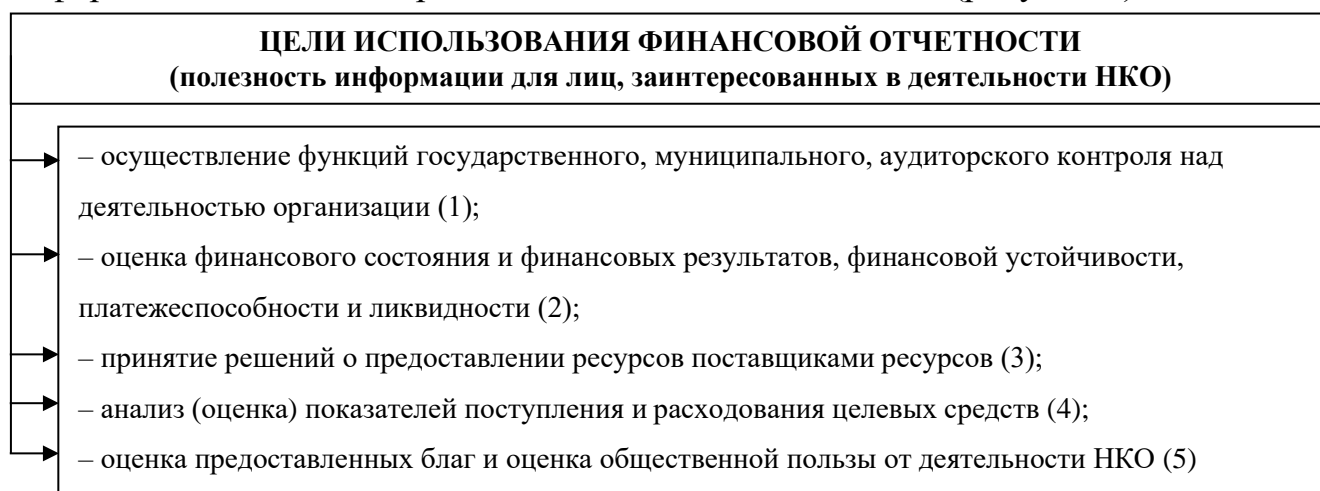 ЦЕЛИ ИСПОЛЬЗОВАНИЯ ФИНАНСОВОЙ ОТЧЕТНОСТИ
(полезность информации для лиц, заинтересованных в деятельности НКО)
– осуществление функций государственного, муниципального, аудиторского контроля над
деятельностью организации (1);
– оценка финансового состояния и финансовых результатов, финансовой устойчивости,
платежеспособности и ликвидности (2);
– принятие решений о предоставлении ресурсов поставщиками ресурсов (3);
– анализ (оценка) показателей поступления и расходования целевых средств (4);
– оценка предоставленных благ и оценка общественной пользы от деятельности НКО (5)